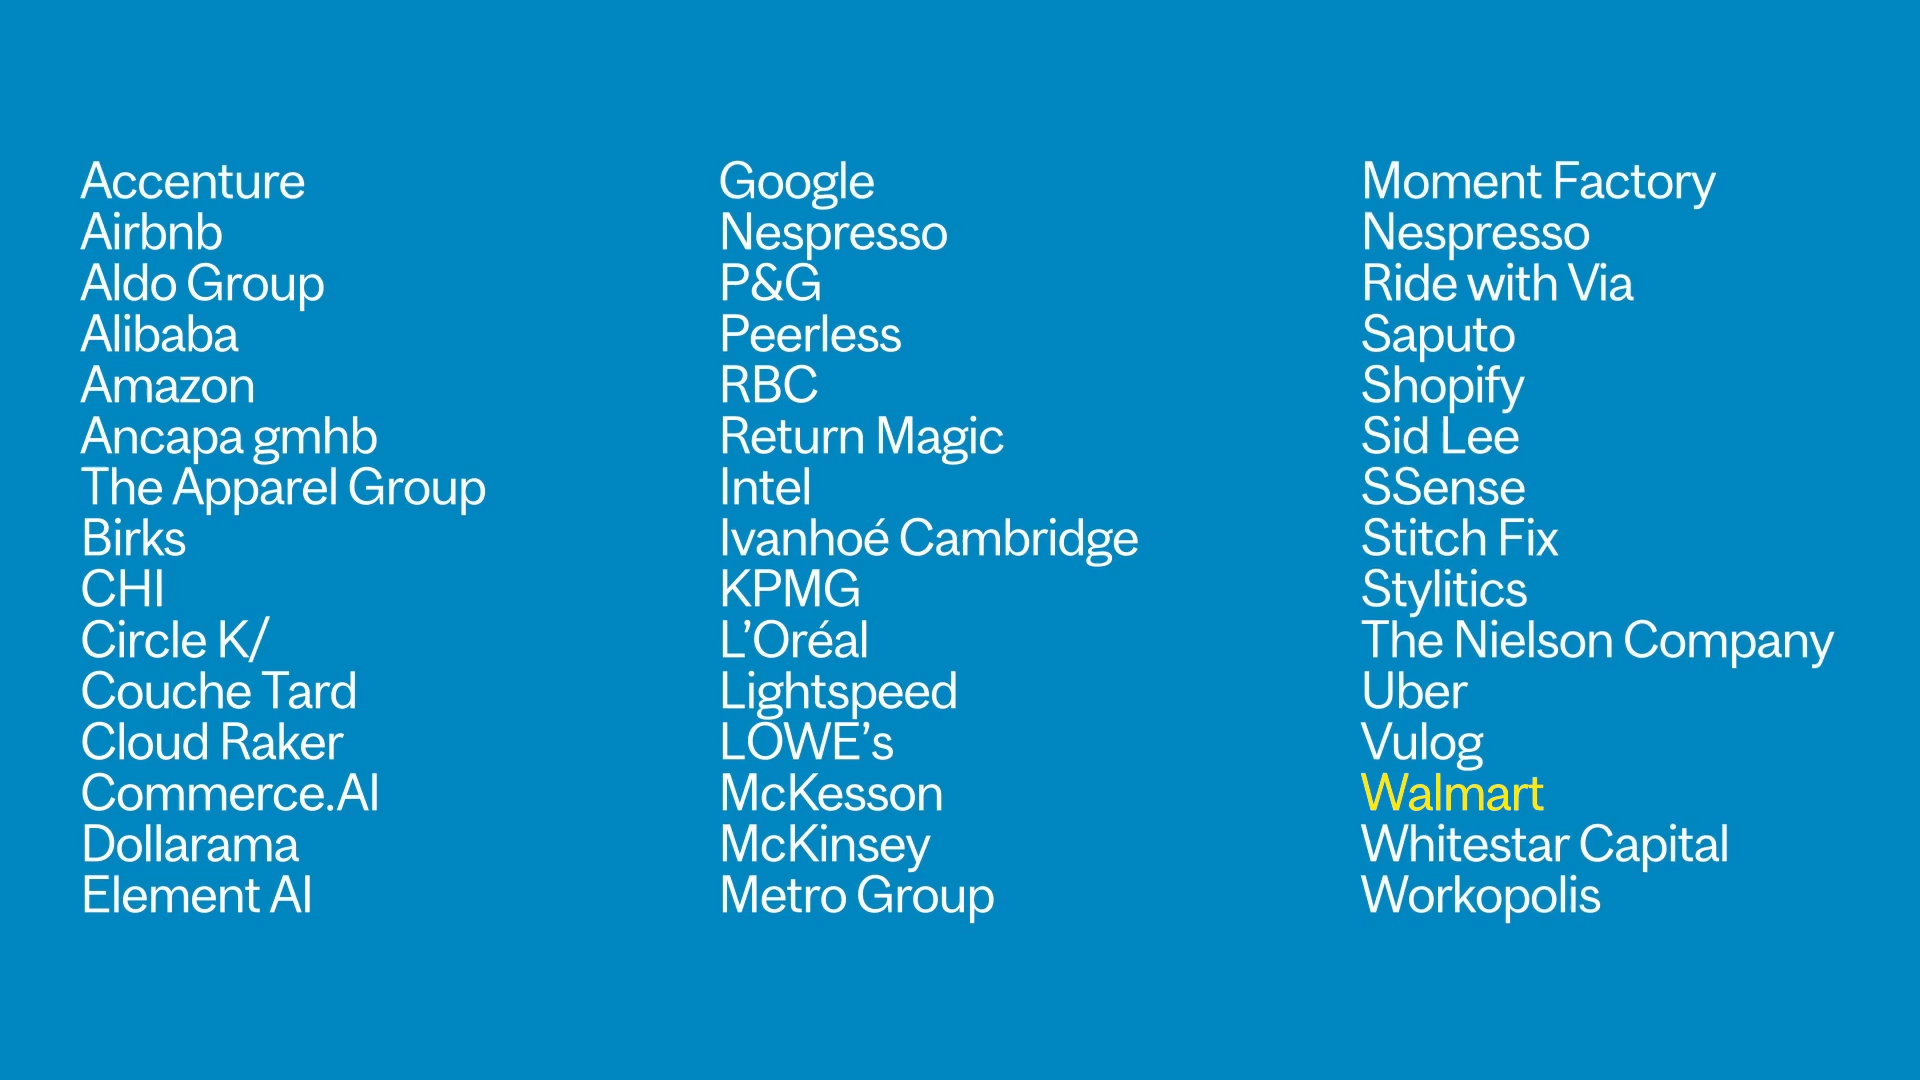 Accenture
Airbnb
Aldo Group
Alibaba
Amazon
Ancapa gmhb
The Apparel Group
Birks
CHI
Circle K/
Couche Tard
Cloud Raker
Commerce.AI
Dollarama
Element AI
Google
Nespresso
P&G
Peerless
RBC
Return Magic
Intel
Ivanhoé Cambridge
KPMG
L’Oréal
Lightspeed
LOWE’s
McKesson
McKinsey
Metro Group
Moment Factory
Nespresso
Ride with Via
Saputo
Shopify
Sid Lee
SSense
Stitch Fix
Stylitics
The Nielson Company
Uber
Vulog
Walmart
Whitestar Capital
Workopolis